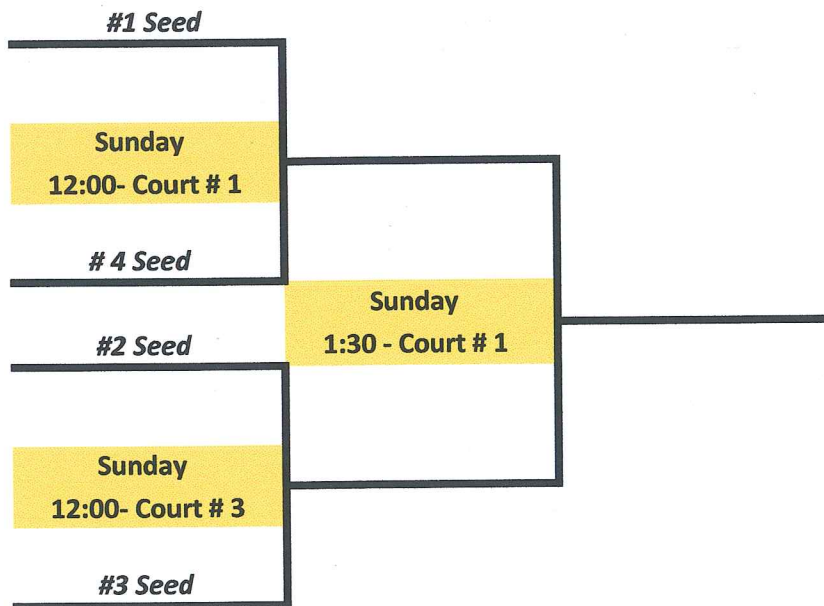 #1 Seed
Sunday
12:00- Court # 1
# 4 Seed
Sunday
1:30 - Court # 1
#2 Seed
Sunday
12:00- Court # 3
#3 Seed